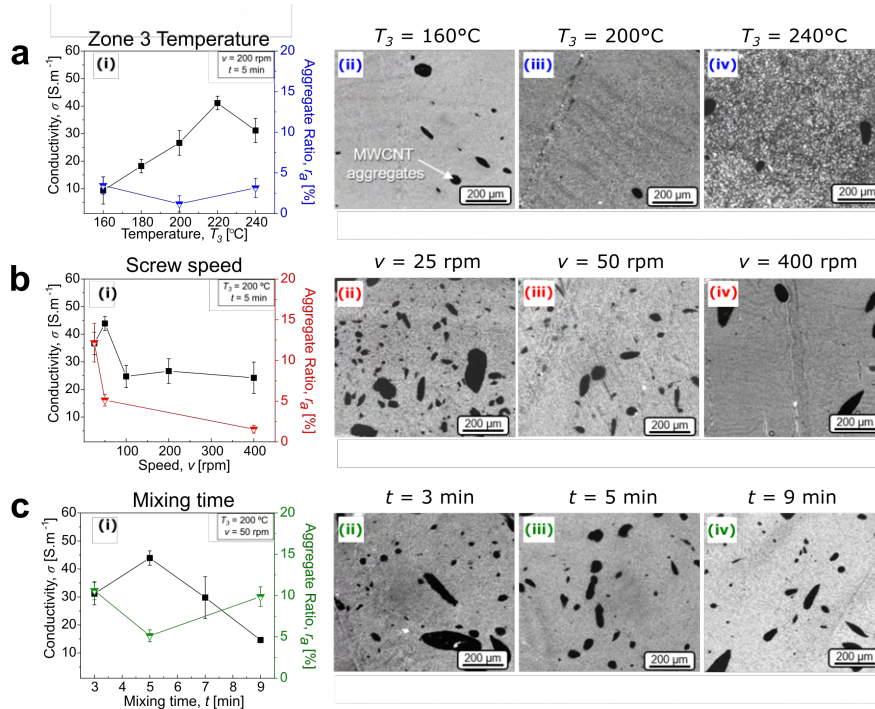 a
Zone 3 Temperature
(i)
v = 200 rpm
t = 5 min
Conductivity, σ [S.m⁻¹]
60
50
40
30
20
10
20
15
10
5
0
Aggregate Ratio, rₐ [%]
160 180 200 220 240
Temperature, T₃ [°C]
T₃ = 160°C
(ii)
MWCNT
aggregates
200 µm
T₃ = 200°C
(iii)
200 µm
T₃ = 240°C
(iv)
200 µm
b
Screw speed
(i)
T₃ = 200 ºC
t = 5 min
Conductivity, σ [S.m⁻¹]
60
50
40
30
20
10
20
15
10
5
0
Aggregate Ratio, rₐ [%]
100 200 300 400
Speed, v [rpm]
v = 25 rpm
(ii)
200 µm
v = 50 rpm
(iii)
200 µm
v = 400 rpm
(iv)
200 µm
c
Mixing time
(i)
T₃ = 200 ºC
v = 50 rpm
Conductivity, σ [S.m⁻¹]
60
50
40
30
20
10
20
15
10
5
0
Aggregate Ratio, rₐ [%]
3 4 5 6 7 8 9
Mixing time, t [min]
t = 3 min
(ii)
200 µm
t = 5 min
(iii)
200 µm
t = 9 min
(iv)
200 µm